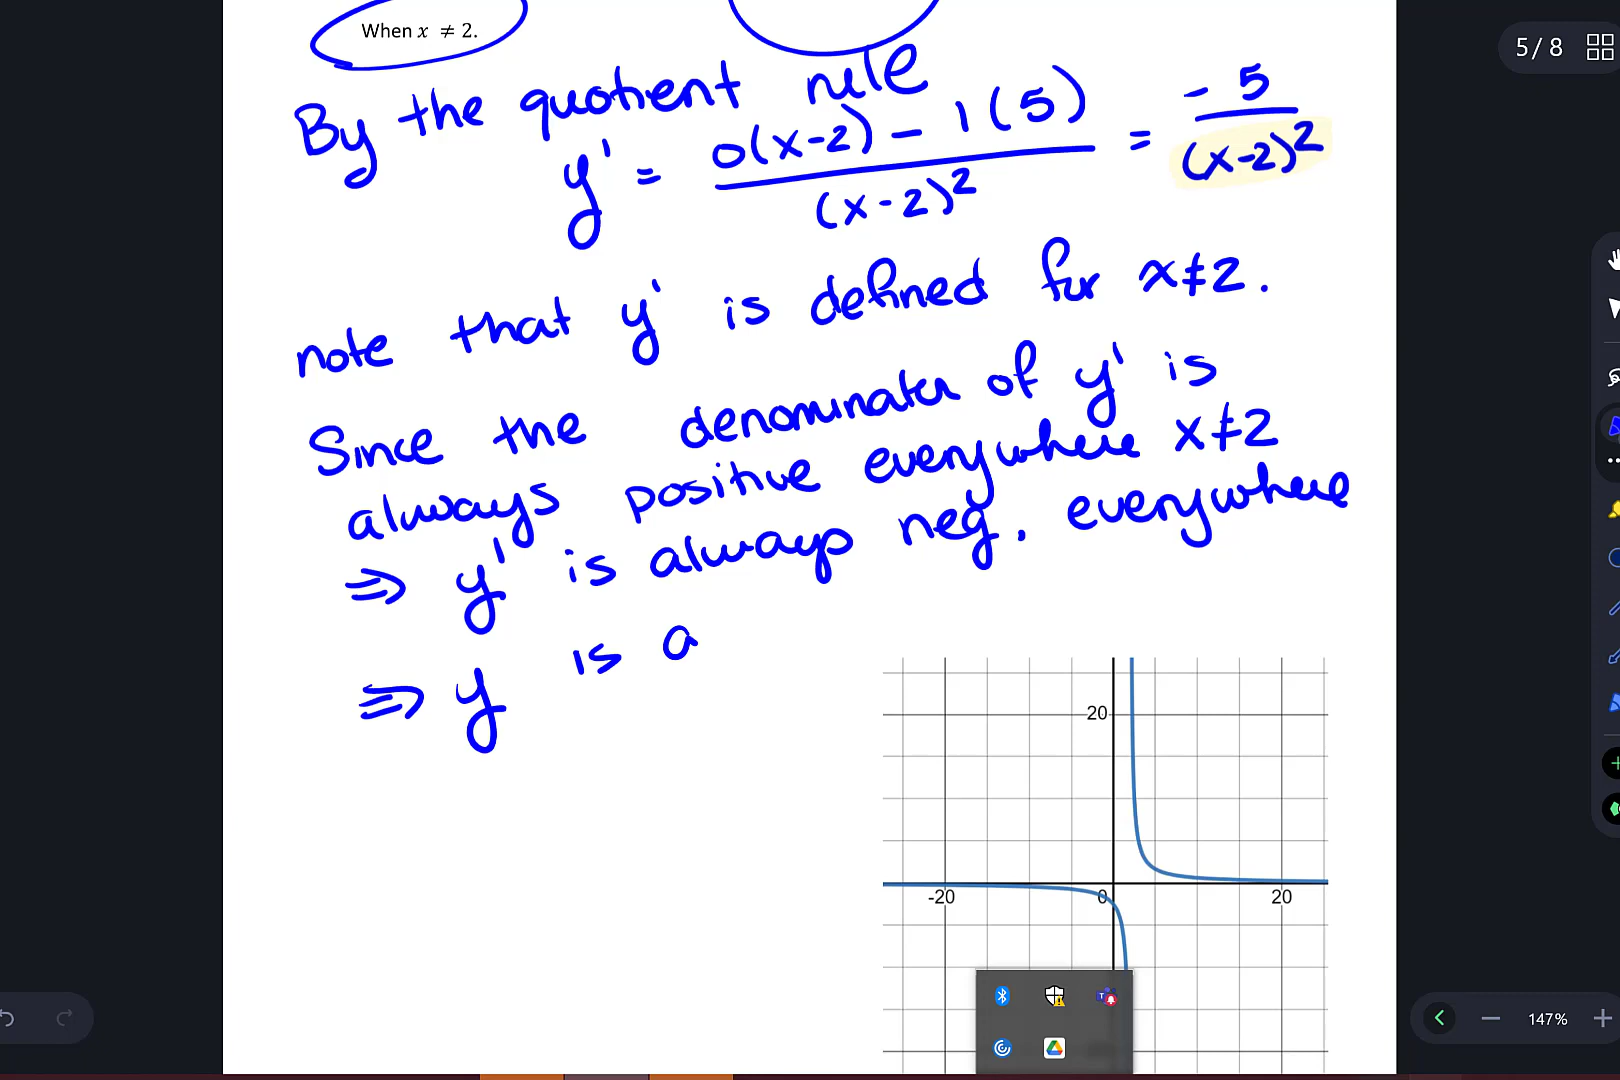 When x ≠ 2.
5 / 8
By the quotient rule
y' = 0(x-2) - 1(5) / (x-2)² = -5 / (x-2)²
note that y' is defined for x≠2.
Since the denominator of y' is
always positive everywhere x≠2
⇒ y' is always neg. everywhere
⇒ y is a
20
-20
0
20
147%